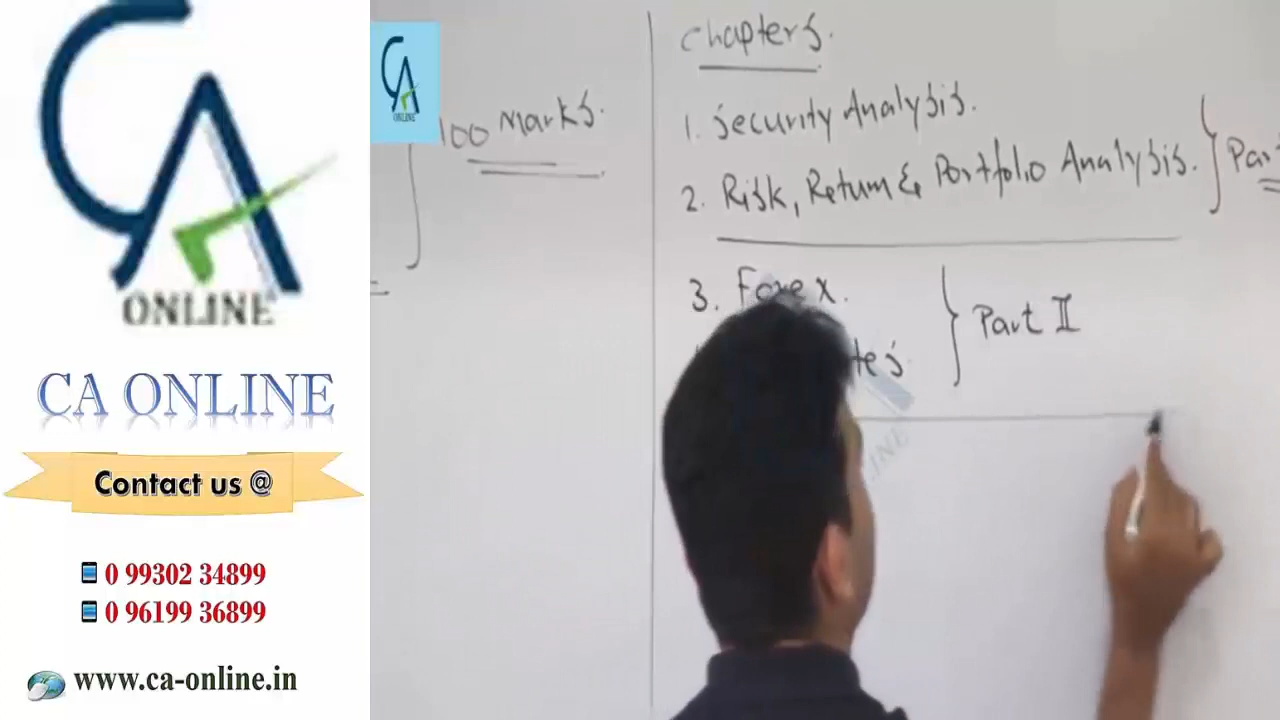 CA
ONLINE
CA ONLINE
Contact us @
0 99302 34899
0 96199 36899
www.ca-online.in
CA
ONLINE
100 Marks.
Chapters.
1. Security Analysis.
2. Risk, Return & Portfolio Analysis.
Par
3. Forex.
Part II